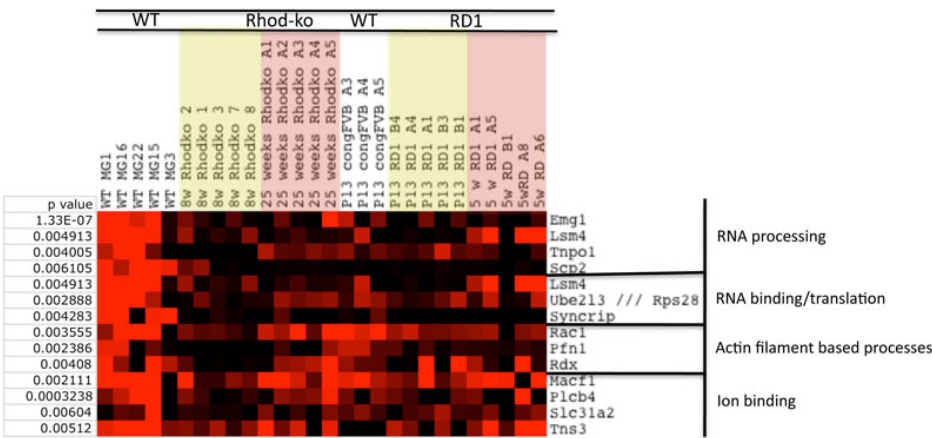 WT Rhod-ko WT RD1
WT MG1
WT MG16
WT MG22
WT MG15
WT MG3
8w Rhodko 2
8w Rhodko 1
8w Rhodko 3
8w Rhodko 7
8w Rhodko 8
25 weeks Rhodko A1
25 weeks Rhodko A2
25 weeks Rhodko A3
25 weeks Rhodko A4
25 weeks Rhodko A5
P13 congFVB A3
P13 congFVB A4
P13 congFVB A5
P13 RD1 B4
P13 RD1 A4
P13 RD1 A1
P13 RD1 B3
P13 RD1 B1
5 w RD1 A1
5 w RD1 A5
5w RD B1
5wRD A8
5w RD A6
p value
1.33E-07 Emg1
0.004913 Lsm4
RNA processing
0.004005 Tnpo1
0.006105 Scp2
0.004913 Lsm4
0.002888 Ube2l3 /// Rps28
RNA binding/translation
0.004283 Syncrip
0.003555 Rac1
0.002386 Pfn1
Actin filament based processes
0.00408 Rdx
0.002111 Macf1
0.0003238 Plcb4
Ion binding
0.00604 Slc31a2
0.00512 Tns3